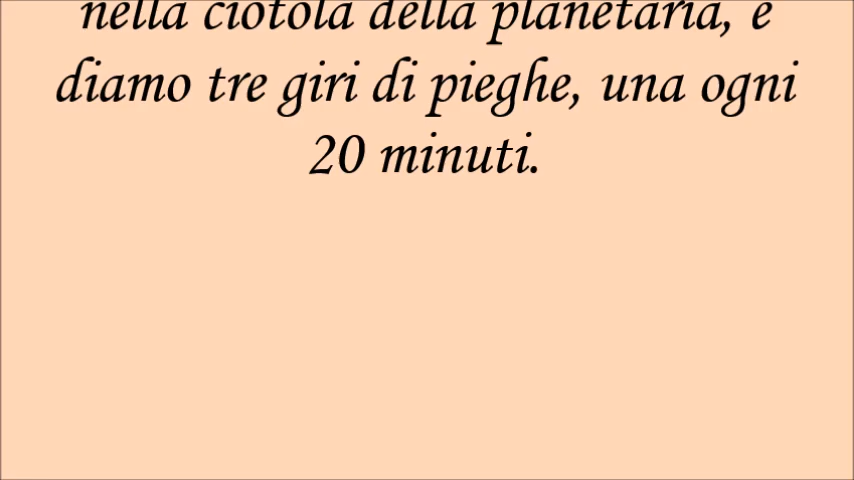 nella ciotola della planetaria, e
diamo tre giri di pieghe, una ogni
20 minuti.